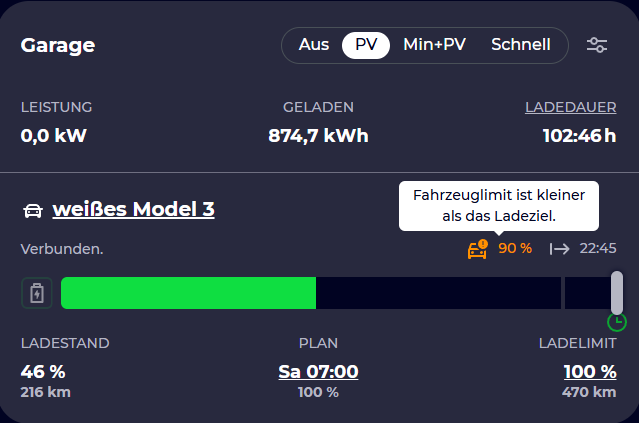 Garage
Aus PV Min+PV Schnell
LEISTUNG GELADEN LADEDAUER
0,0 kW 874,7 kWh 102:46 h
weißes Model 3
Fahrzeuglimit ist kleiner
als das Ladeziel.
Verbunden. 90 % 22:45
LADESTAND PLAN LADELIMIT
46 % Sa 07:00 100 %
216 km 100 % 470 km